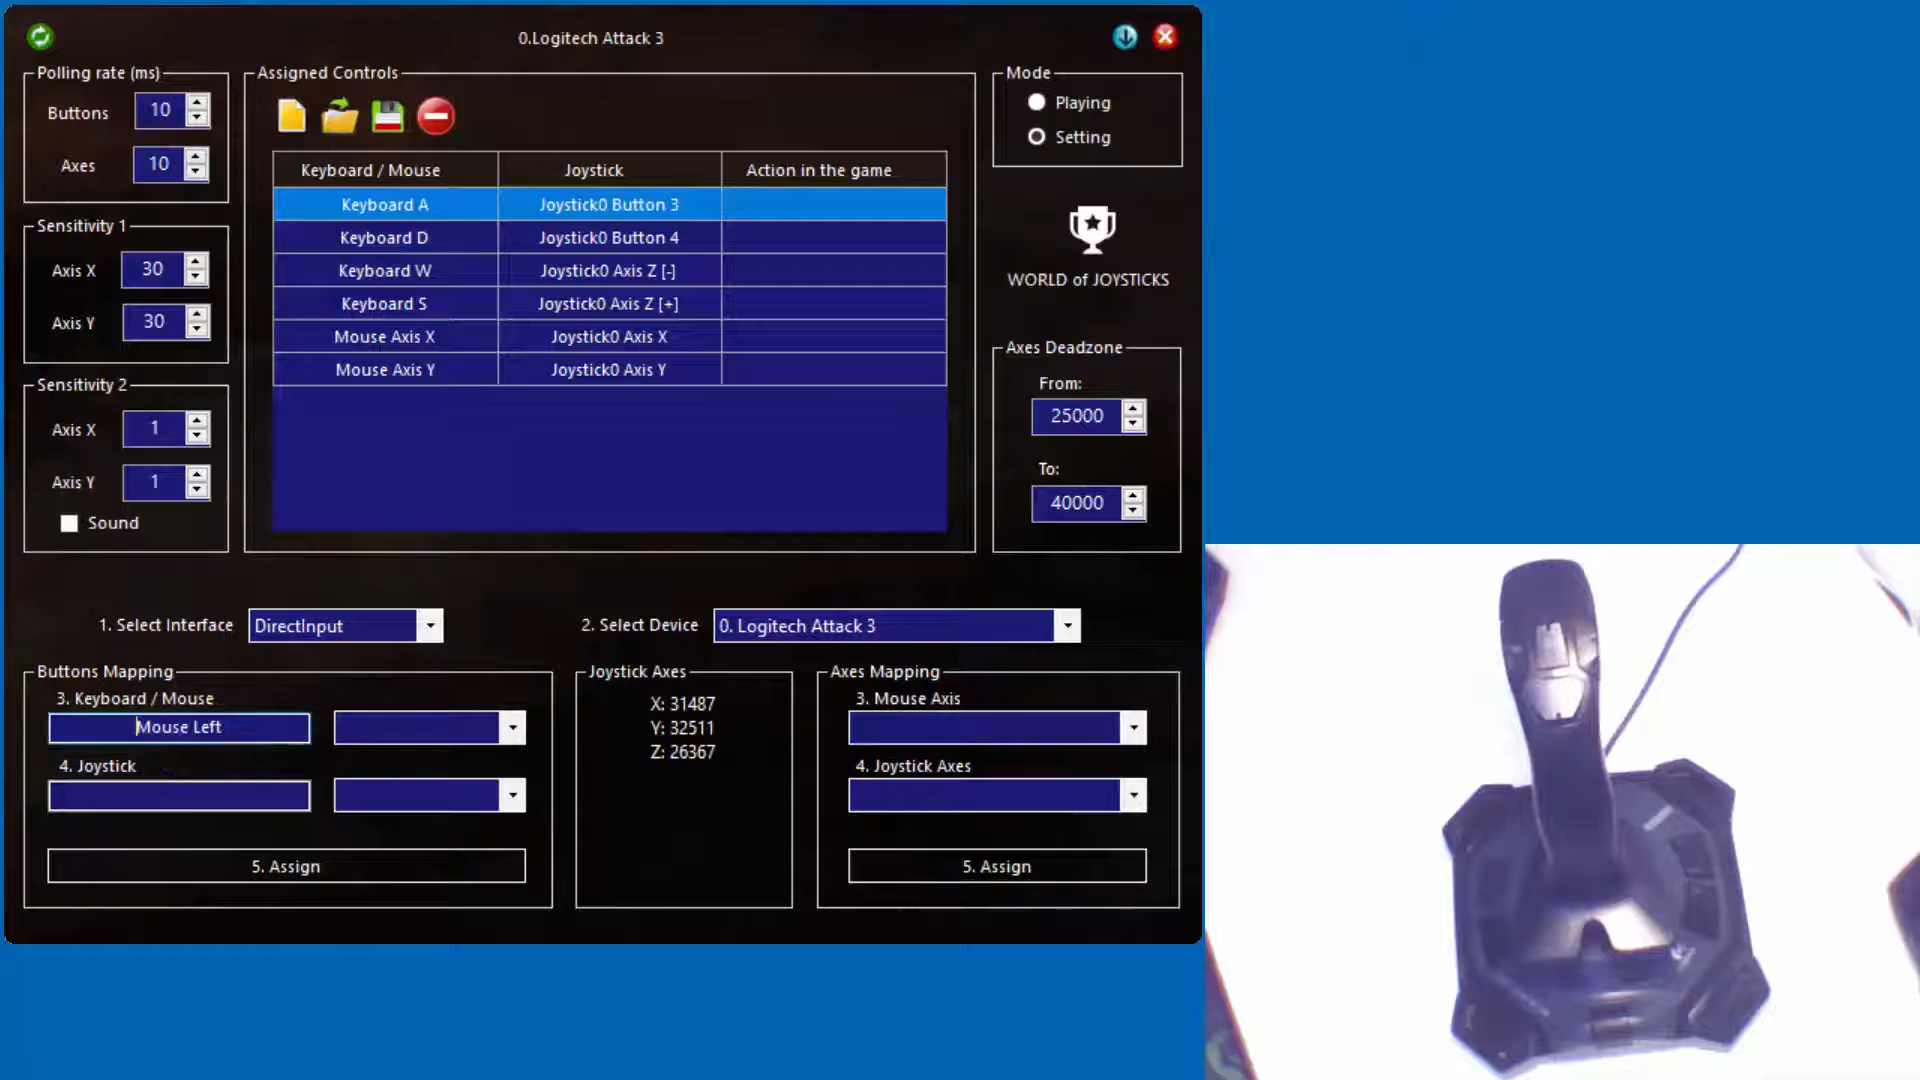 0.Logitech Attack 3
Polling rate (ms)
Buttons 10
Axes 10
Sensitivity 1
Axis X 30
Axis Y 30
Sensitivity 2
Axis X 1
Axis Y 1
Sound
Assigned Controls
Keyboard / Mouse Joystick Action in the game
Keyboard A Joystick0 Button 3
Keyboard D Joystick0 Button 4
Keyboard W Joystick0 Axis Z [-]
Keyboard S Joystick0 Axis Z [+]
Mouse Axis X Joystick0 Axis X
Mouse Axis Y Joystick0 Axis Y
Mode
Playing
Setting
WORLD of JOYSTICKS
Axes Deadzone
From:
25000
To:
40000
1. Select Interface DirectInput
2. Select Device 0. Logitech Attack 3
Buttons Mapping
3. Keyboard / Mouse
Mouse Left
4. Joystick
5. Assign
Joystick Axes
X: 31487
Y: 32511
Z: 26367
Axes Mapping
3. Mouse Axis
4. Joystick Axes
5. Assign